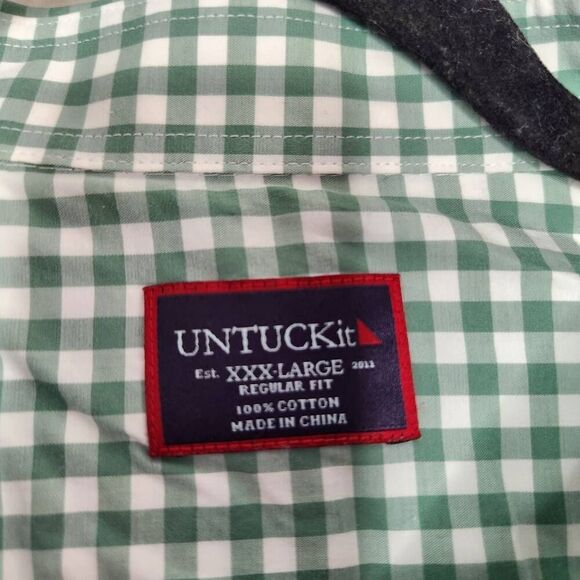 UNTUCKit
Est. XXX-LARGE 2011
REGULAR FIT
100% COTTON
MADE IN CHINA